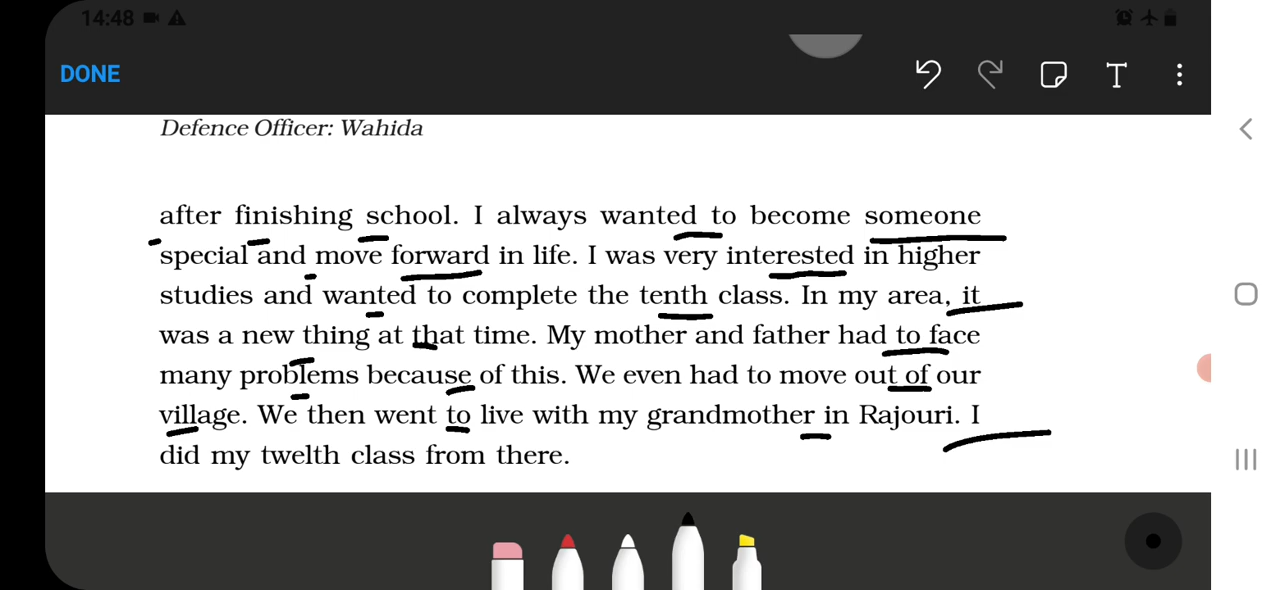 14:48
DONE
T
Defence Officer: Wahida
after finishing school. I always wanted to become someone
special and move forward in life. I was very interested in higher
studies and wanted to complete the tenth class. In my area, it
was a new thing at that time. My mother and father had to face
many problems because of this. We even had to move out of our
village. We then went to live with my grandmother in Rajouri. I
did my twelth class from there.